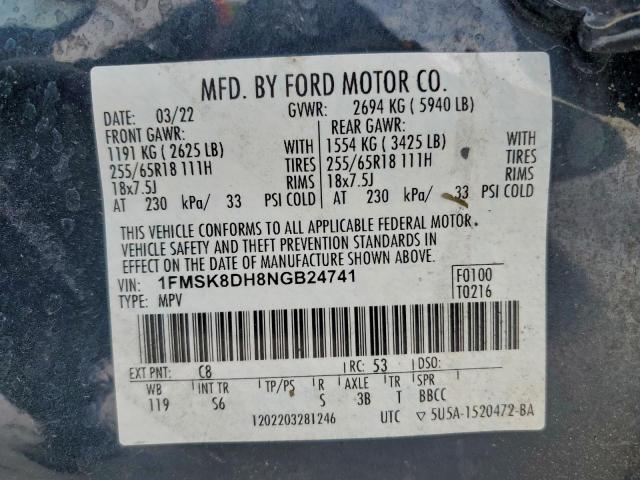 MFD. BY FORD MOTOR CO.
DATE: 03/22 GVWR: 2694 KG ( 5940 LB)
FRONT GAWR: REAR GAWR:
1191 KG ( 2625 LB) WITH 1554 KG ( 3425 LB) WITH
255/65R18 111H TIRES 255/65R18 111H TIRES
18x7.5J RIMS 18x7.5J RIMS
AT 230 kPa/ 33 PSI COLD AT 230 kPa/ 33 PSI COLD
THIS VEHICLE CONFORMS TO ALL APPLICABLE FEDERAL MOTOR
VEHICLE SAFETY AND THEFT PREVENTION STANDARDS IN
EFFECT ON THE DATE OF MANUFACTURE SHOWN ABOVE.
VIN: 1FMSK8DH8NGB24741 F0100
TYPE: MPV T0216
EXT PNT: C8 RC: 53 DSO:
WB INT TR TP/PS R AXLE TR SPR
119 S6 S 3B T BBCC
1202203281246 UTC ▽ 5U5A-1520472-BA